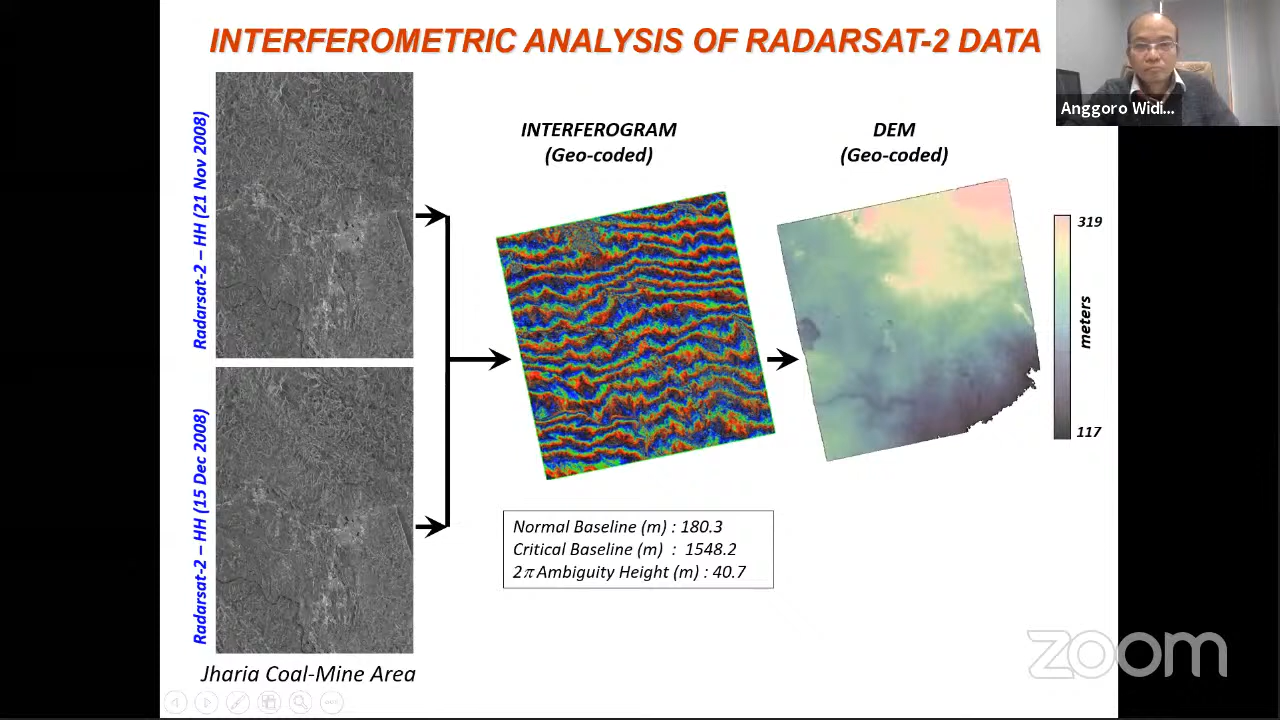 INTERFEROMETRIC ANALYSIS OF RADARSAT-2 DATA
Anggoro Widi...
Radarsat-2 – HH (21 Nov 2008)
Radarsat-2 – HH (15 Dec 2008)
Jharia Coal-Mine Area
INTERFEROGRAM
(Geo-coded)
DEM
(Geo-coded)
319
meters
117
Normal Baseline (m) : 180.3
Critical Baseline (m) : 1548.2
2π Ambiguity Height (m) : 40.7
zoom